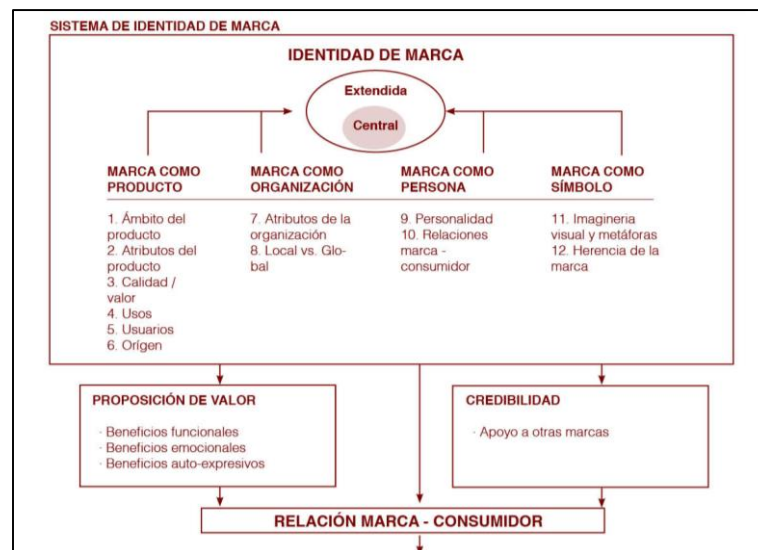 SISTEMA DE IDENTIDAD DE MARCA
IDENTIDAD DE MARCA
Extendida
Central
MARCA COMO
PRODUCTO
1. Ámbito del
producto
2. Atributos del
producto
3. Calidad /
valor
4. Usos
5. Usuarios
6. Orígen
MARCA COMO
ORGANIZACIÓN
7. Atributos de la
organización
8. Local vs. Glo-
bal
MARCA COMO
PERSONA
9. Personalidad
10. Relaciones
marca -
consumidor
MARCA COMO
SÍMBOLO
11. Imagineria
visual y metáforas
12. Herencia de la
marca
PROPOSICIÓN DE VALOR
· Beneficios funcionales
· Beneficios emocionales
· Beneficios auto-expresivos
CREDIBILIDAD
· Apoyo a otras marcas
RELACIÓN MARCA - CONSUMIDOR